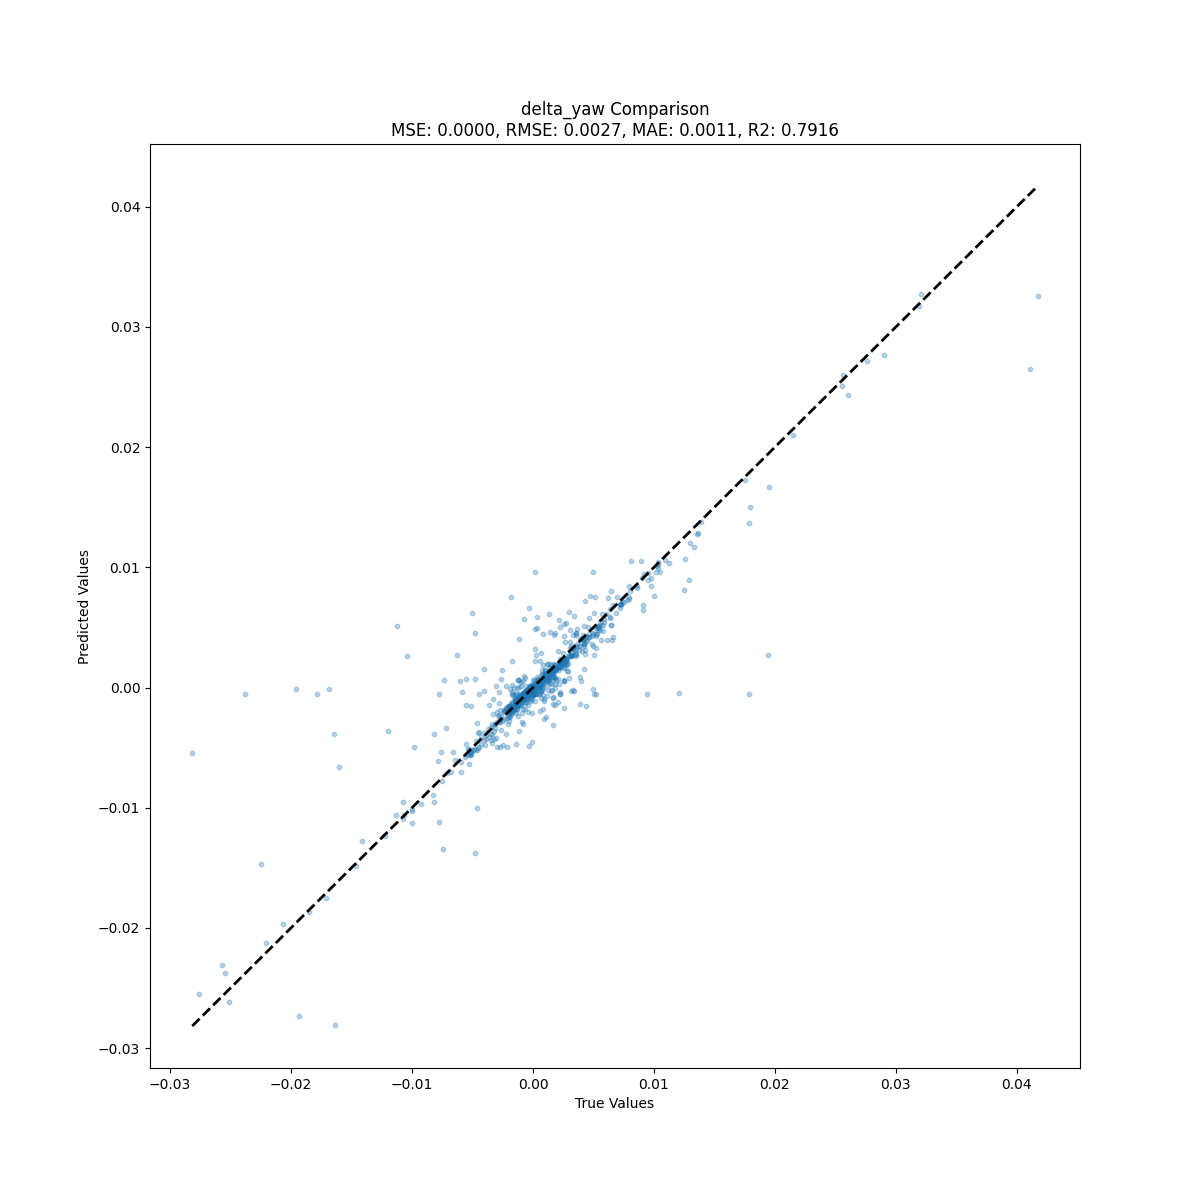 delta_yaw Comparison
MSE: 0.0000, RMSE: 0.0027, MAE: 0.0011, R2: 0.7916
0.04
0.03
0.02
0.01
0.00
−0.01
−0.02
−0.03
Predicted Values
−0.03 −0.02 −0.01 0.00 0.01 0.02 0.03 0.04
True Values